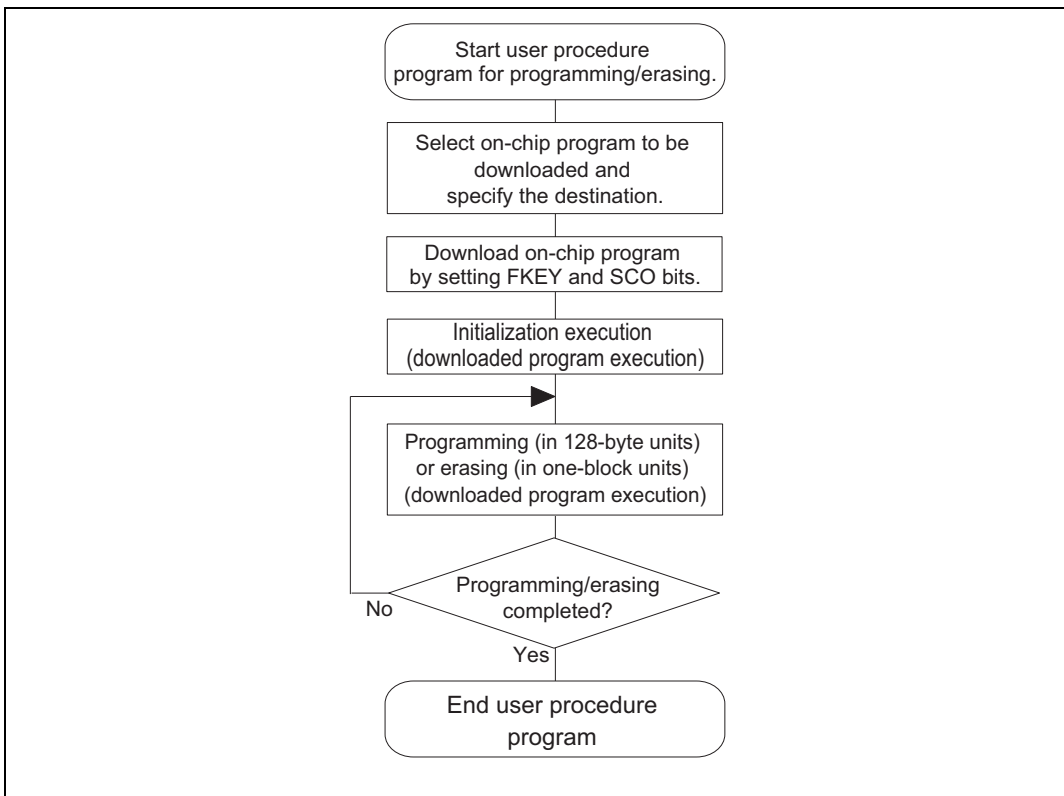 Start user procedure
program for programming/erasing.
Select on-chip program to be
downloaded and
specify the destination.
Download on-chip program
by setting FKEY and SCO bits.
Initialization execution
(downloaded program execution)
Programming (in 128-byte units)
or erasing (in one-block units)
(downloaded program execution)
Programming/erasing
completed?
No
Yes
End user procedure
program